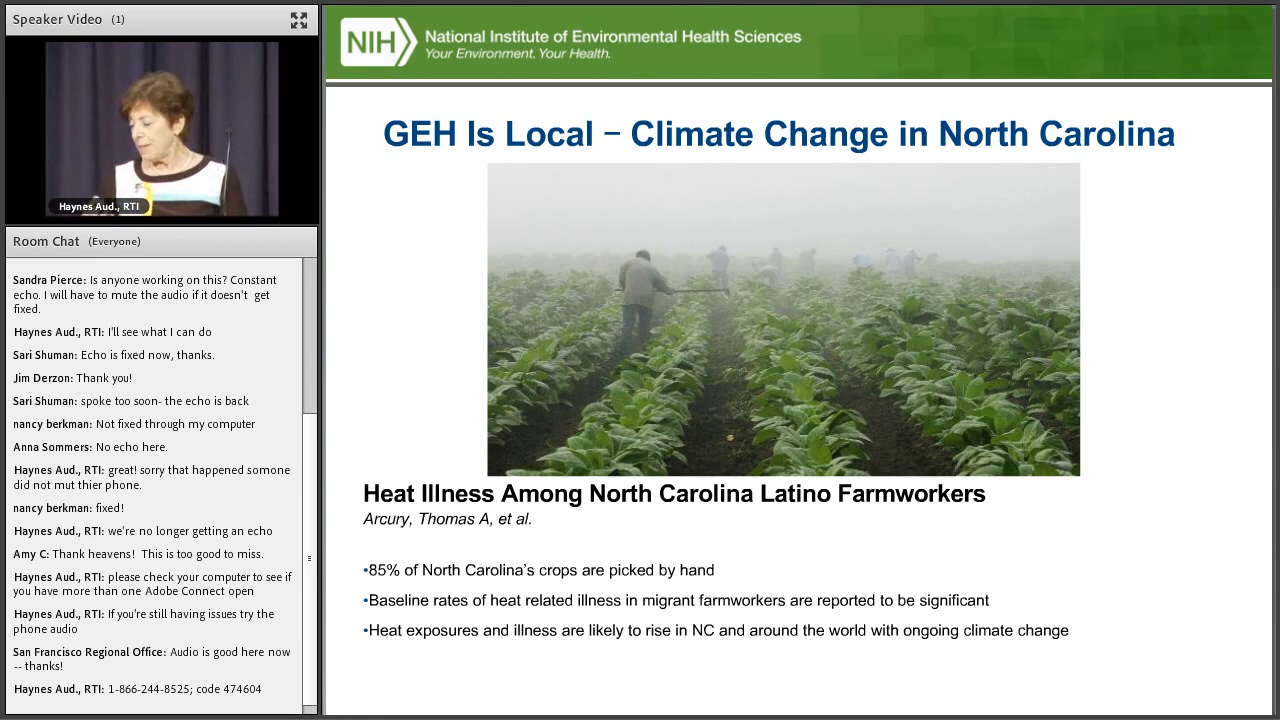 Speaker Video (1)
Haynes Aud., RTI
Room Chat (Everyone)
Sandra Pierce: Is anyone working on this? Constant
echo. I will have to mute the audio if it doesn't get
fixed.
Haynes Aud., RTI: I'll see what I can do
Sari Shuman: Echo is fixed now, thanks.
Jim Derzon: Thank you!
Sari Shuman: spoke too soon- the echo is back
nancy berkman: Not fixed through my computer
Anna Sommers: No echo here.
Haynes Aud., RTI: great! sorry that happened somone
did not mut thier phone.
nancy berkman: fixed!
Haynes Aud., RTI: we're no longer getting an echo
Amy C: Thank heavens! This is too good to miss.
Haynes Aud., RTI: please check your computer to see if
you have more than one Adobe Connect open
Haynes Aud., RTI: If you're still having issues try the
phone audio
San Francisco Regional Office: Audio is good here now
-- thanks!
Haynes Aud., RTI: 1-866-244-8525; code 474604
NIH
National Institute of Environmental Health Sciences
Your Environment. Your Health.
GEH Is Local – Climate Change in North Carolina
Heat Illness Among North Carolina Latino Farmworkers
Arcury, Thomas A, et al.
•85% of North Carolina's crops are picked by hand
•Baseline rates of heat related illness in migrant farmworkers are reported to be significant
•Heat exposures and illness are likely to rise in NC and around the world with ongoing climate change